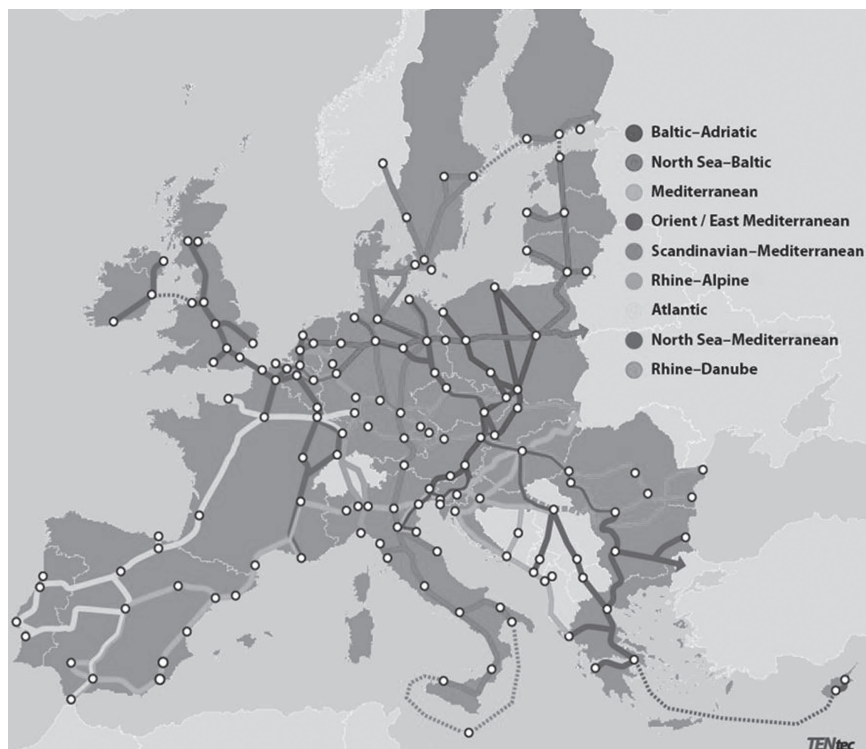 Baltic–Adriatic
North Sea–Baltic
Mediterranean
Orient / East Mediterranean
Scandinavian–Mediterranean
Rhine–Alpine
Atlantic
North Sea–Mediterranean
Rhine–Danube
TENtec